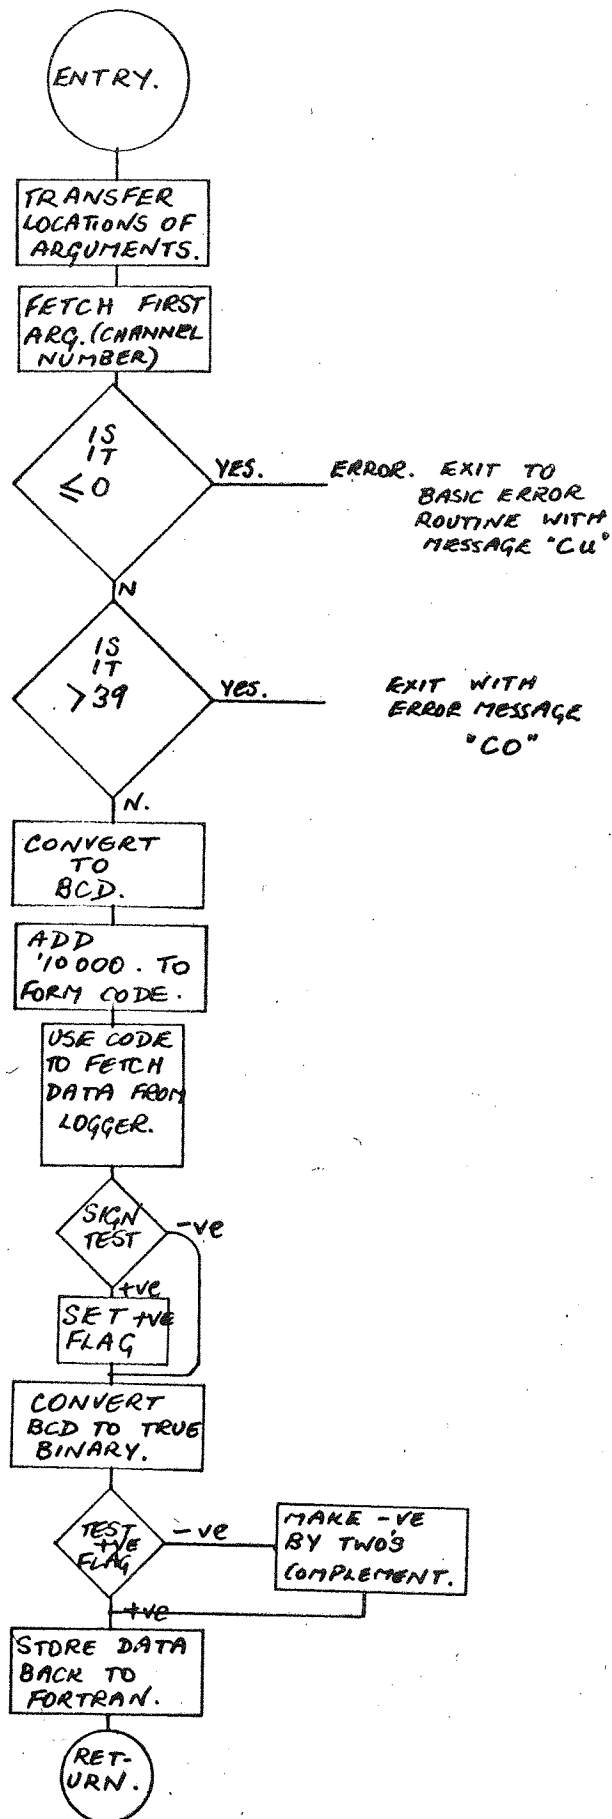 ENTRY.
TRANSFER
LOCATIONS OF
ARGUMENTS.
FETCH FIRST
ARG. (CHANNEL
NUMBER)
IS
IT
≤ 0
YES.
ERROR. EXIT TO
BASIC ERROR
ROUTINE WITH
MESSAGE "CU"
N
IS
IT
> 39
YES.
EXIT WITH
ERROR MESSAGE
"CO"
N.
CONVERT
TO
BCD.
ADD
'10000. TO
FORM CODE.
USE CODE
TO FETCH
DATA FROM
LOGGER.
SIGN
TEST
-ve
+ve
SET +VE
FLAG
CONVERT
BCD TO TRUE
BINARY.
TEST
+VE
FLAG
-ve
MAKE -VE
BY TWO'S
COMPLEMENT.
+ve
STORE DATA
BACK TO
FORTRAN.
RET-
URN.